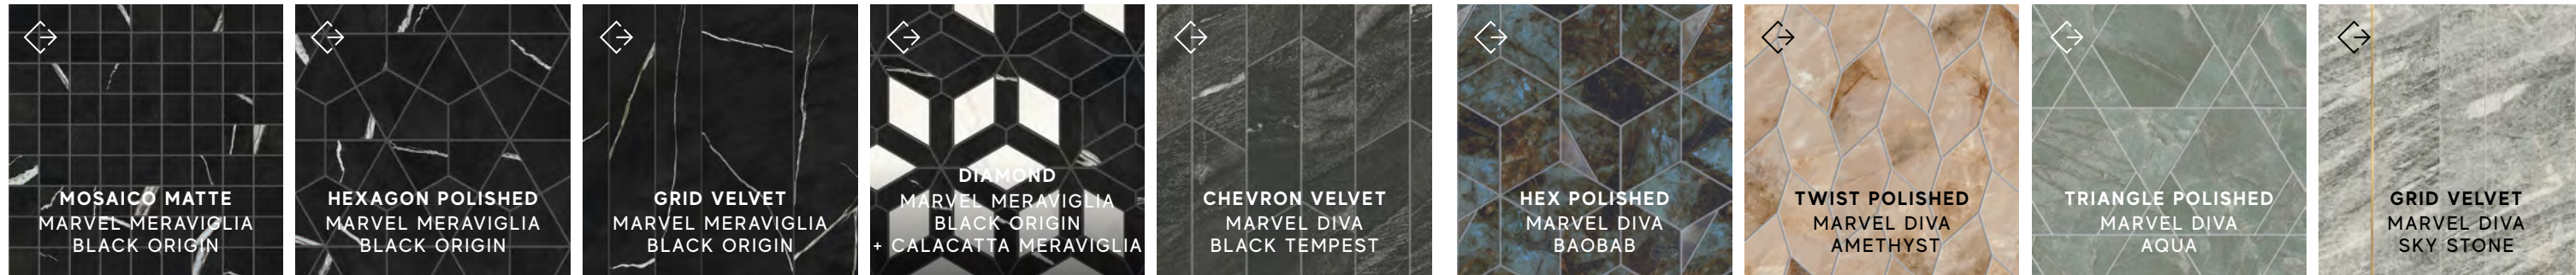 MOSAICO MATTE
MARVEL MERAVIGLIA
BLACK ORIGIN
HEXAGON POLISHED
MARVEL MERAVIGLIA
BLACK ORIGIN
GRID VELVET
MARVEL MERAVIGLIA
BLACK ORIGIN
DIAMOND
MARVEL MERAVIGLIA
BLACK ORIGIN
+ CALACATTA MERAVIGLIA
CHEVRON VELVET
MARVEL DIVA
BLACK TEMPEST
HEX POLISHED
MARVEL DIVA
BAOBAB
TWIST POLISHED
MARVEL DIVA
AMETHYST
TRIANGLE POLISHED
MARVEL DIVA
AQUA
GRID VELVET
MARVEL DIVA
SKY STONE